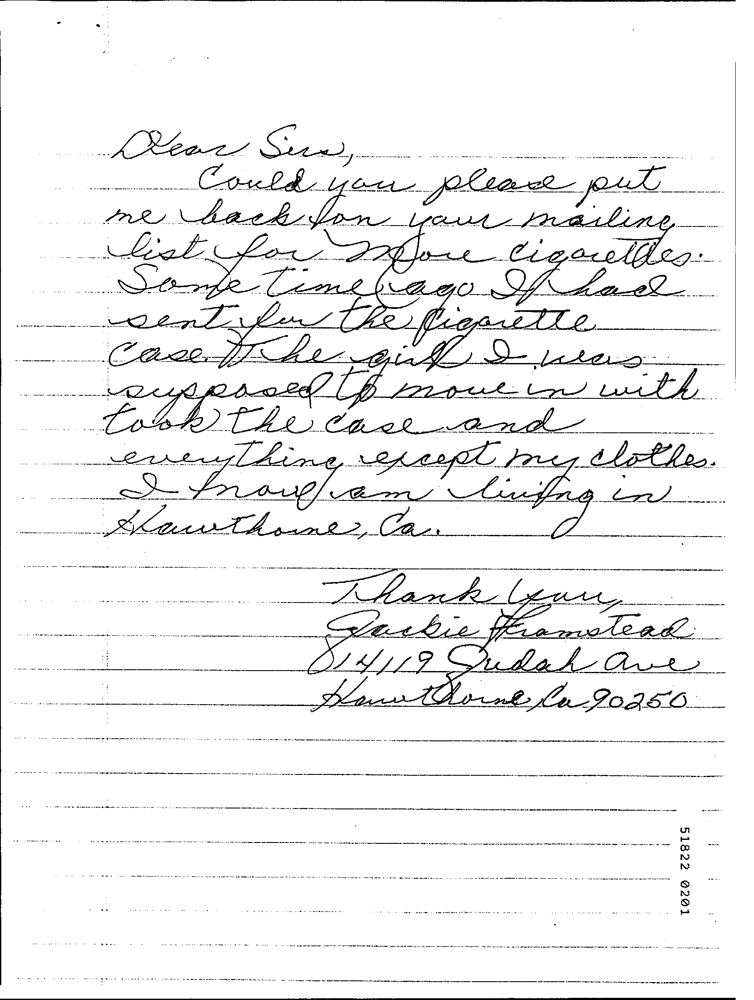 Dear Sirs,
Could you please put
me back on your mailing
list for More cigarettes.
Some time ago I had
sent for the cigarette
case. The girl I was
supposed to move in with
took the case and
everything except my clothes.
I now am living in
Hawthorne, Ca.
Thank You,
Jackie
14119 Judah Ave
Hawthorne, Ca 90250
51822 0201